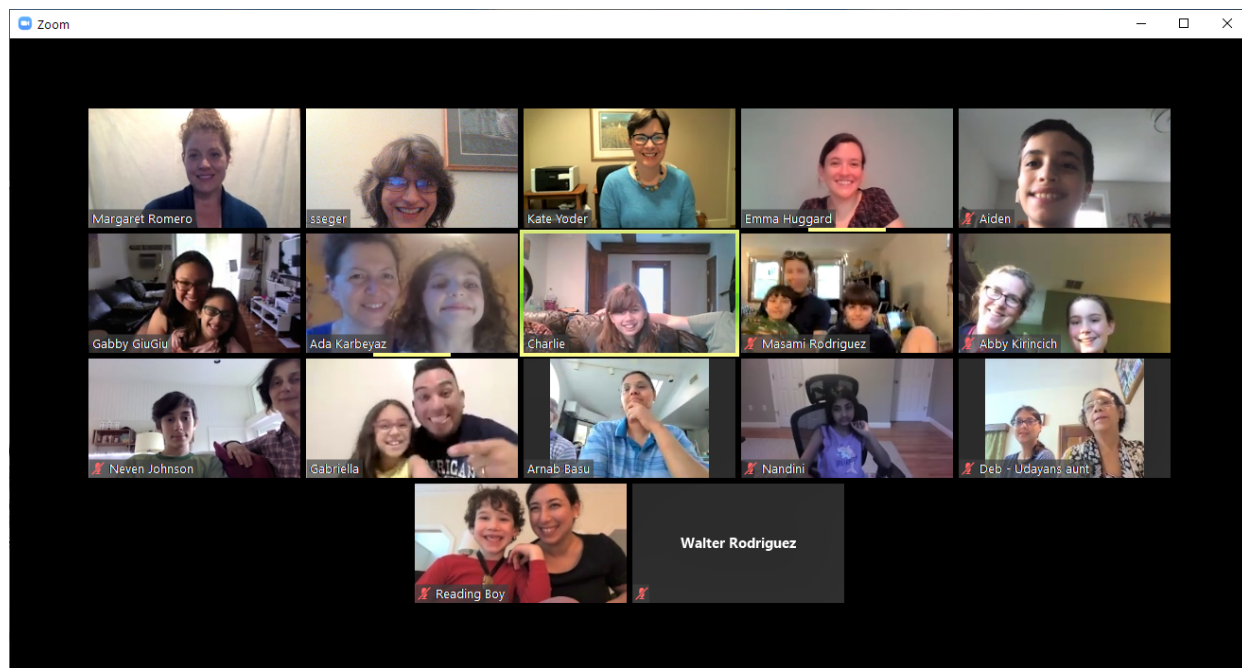 Zoom
Margaret Romero
sseger
Kate Yoder
Emma Huggard
Aiden
Gabby GiuGiu
Ada Karbeyaz
Charlie
Masami Rodriguez
Abby Kirincich
Neven Johnson
Gabriella
Arnab Basu
Nandini
Deb - Udayans aunt
Reading Boy
Walter Rodriguez